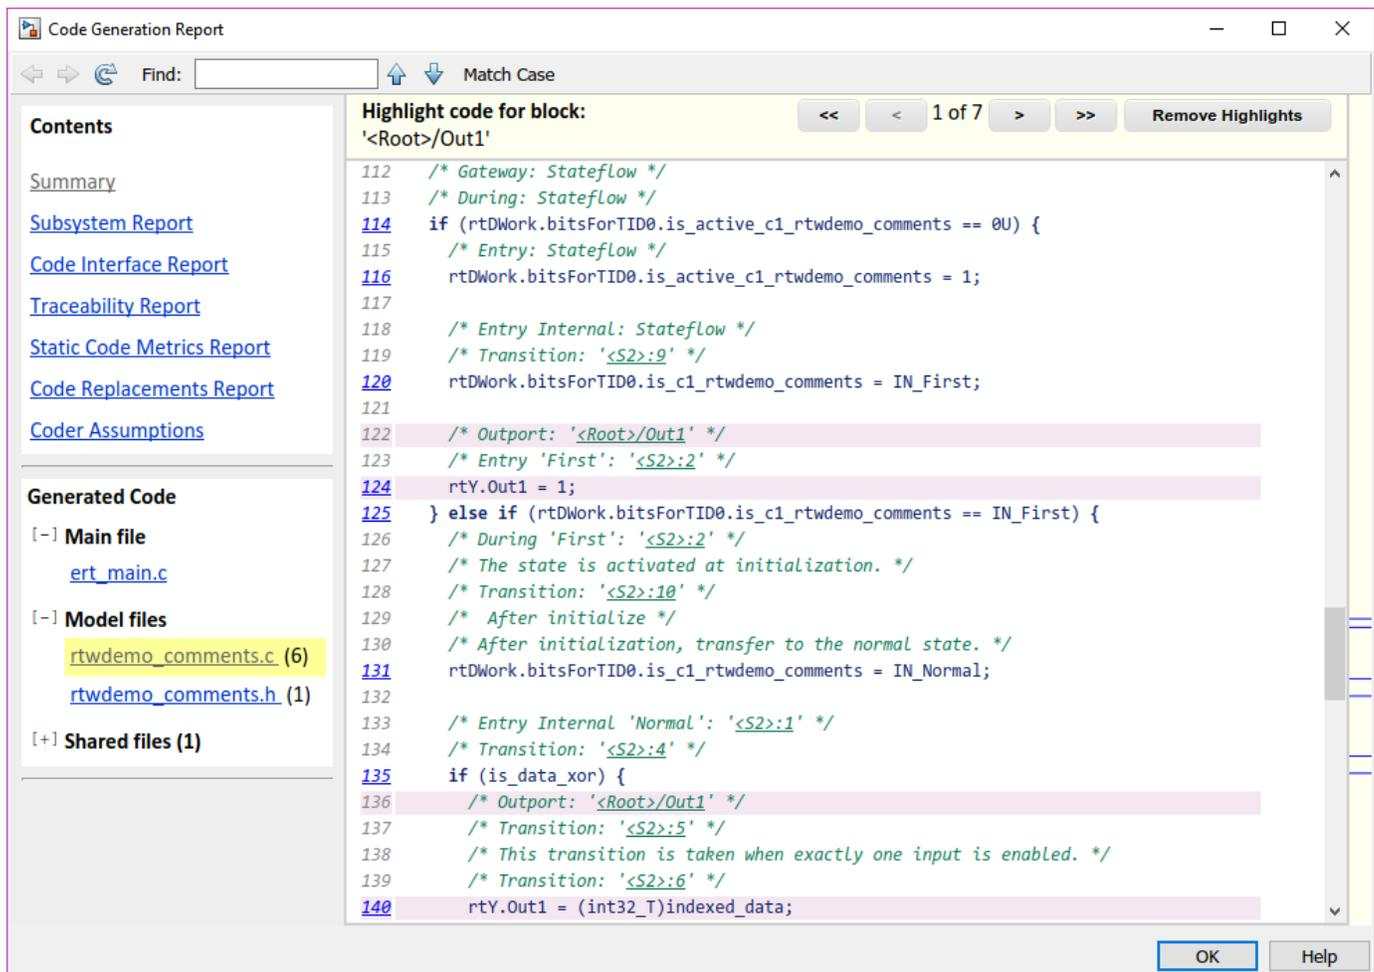 Code Generation Report
Find: Match Case
Contents
Summary
Subsystem Report
Code Interface Report
Traceability Report
Static Code Metrics Report
Code Replacements Report
Coder Assumptions
Generated Code
[-] Main file
ert_main.c
[-] Model files
rtwdemo_comments.c (6)
rtwdemo_comments.h (1)
[+] Shared files (1)
Highlight code for block:
'<Root>/Out1'
<< < 1 of 7 > >> Remove Highlights
112 /* Gateway: Stateflow */
113 /* During: Stateflow */
114 if (rtDWork.bitsForTID0.is_active_c1_rtwdemo_comments == 0U) {
115 /* Entry: Stateflow */
116 rtDWork.bitsForTID0.is_active_c1_rtwdemo_comments = 1;
117
118 /* Entry Internal: Stateflow */
119 /* Transition: '<S2>:9' */
120 rtDWork.bitsForTID0.is_c1_rtwdemo_comments = IN_First;
121
122 /* Outport: '<Root>/Out1' */
123 /* Entry 'First': '<S2>:2' */
124 rtY.Out1 = 1;
125 } else if (rtDWork.bitsForTID0.is_c1_rtwdemo_comments == IN_First) {
126 /* During 'First': '<S2>:2' */
127 /* The state is activated at initialization. */
128 /* Transition: '<S2>:10' */
129 /*  After initialize */
130 /* After initialization, transfer to the normal state. */
131 rtDWork.bitsForTID0.is_c1_rtwdemo_comments = IN_Normal;
132
133 /* Entry Internal 'Normal': '<S2>:1' */
134 /* Transition: '<S2>:4' */
135 if (is_data_xor) {
136 /* Outport: '<Root>/Out1' */
137 /* Transition: '<S2>:5' */
138 /* This transition is taken when exactly one input is enabled. */
139 /* Transition: '<S2>:6' */
140 rtY.Out1 = (int32_T)indexed_data;
OK Help